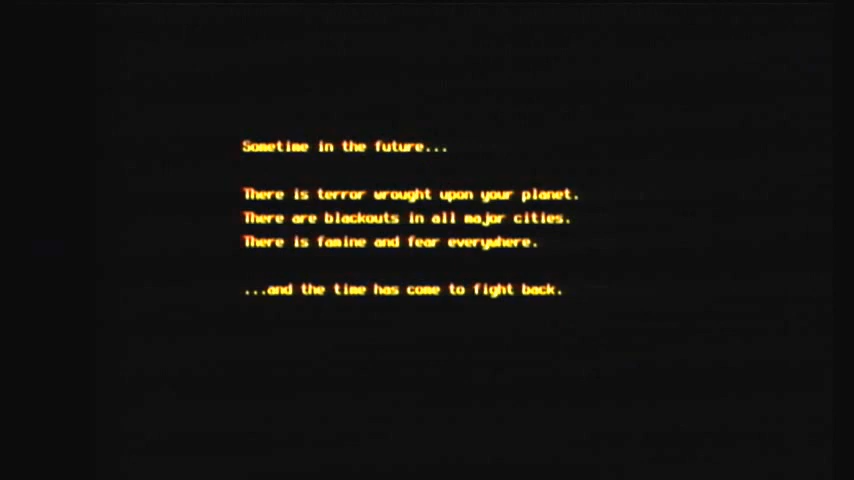 Sometime in the future...
There is terror wrought upon your planet.
There are blackouts in all major cities.
There is famine and fear everywhere.
...and the time has come to fight back.